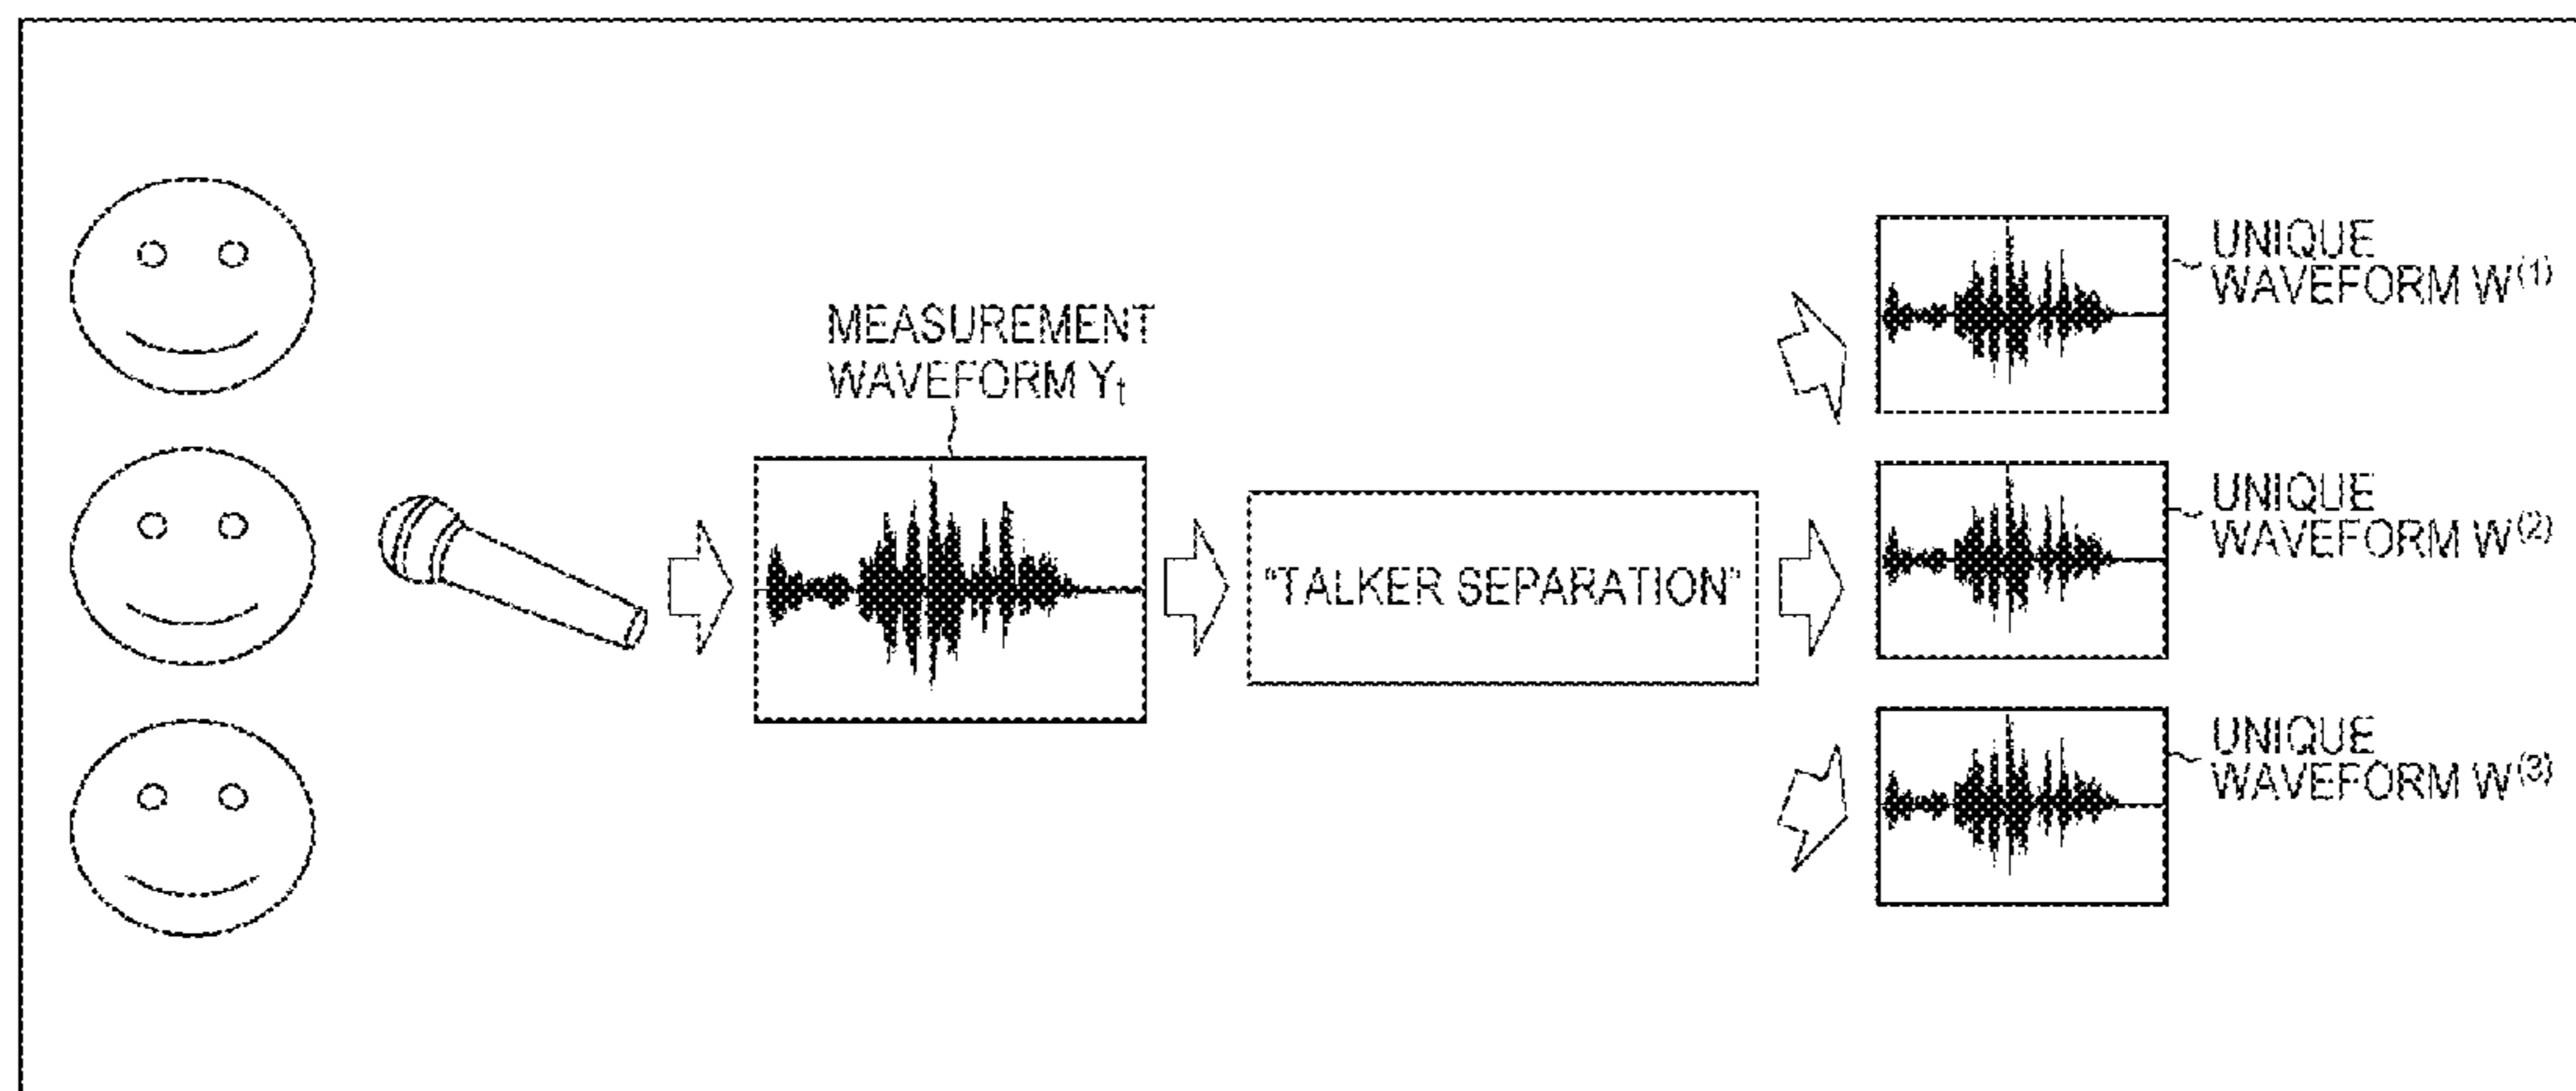 MEASUREMENT
WAVEFORM Yt
"TALKER SEPARATION"
UNIQUE
WAVEFORM W(1)
UNIQUE
WAVEFORM W(2)
UNIQUE
WAVEFORM W(3)